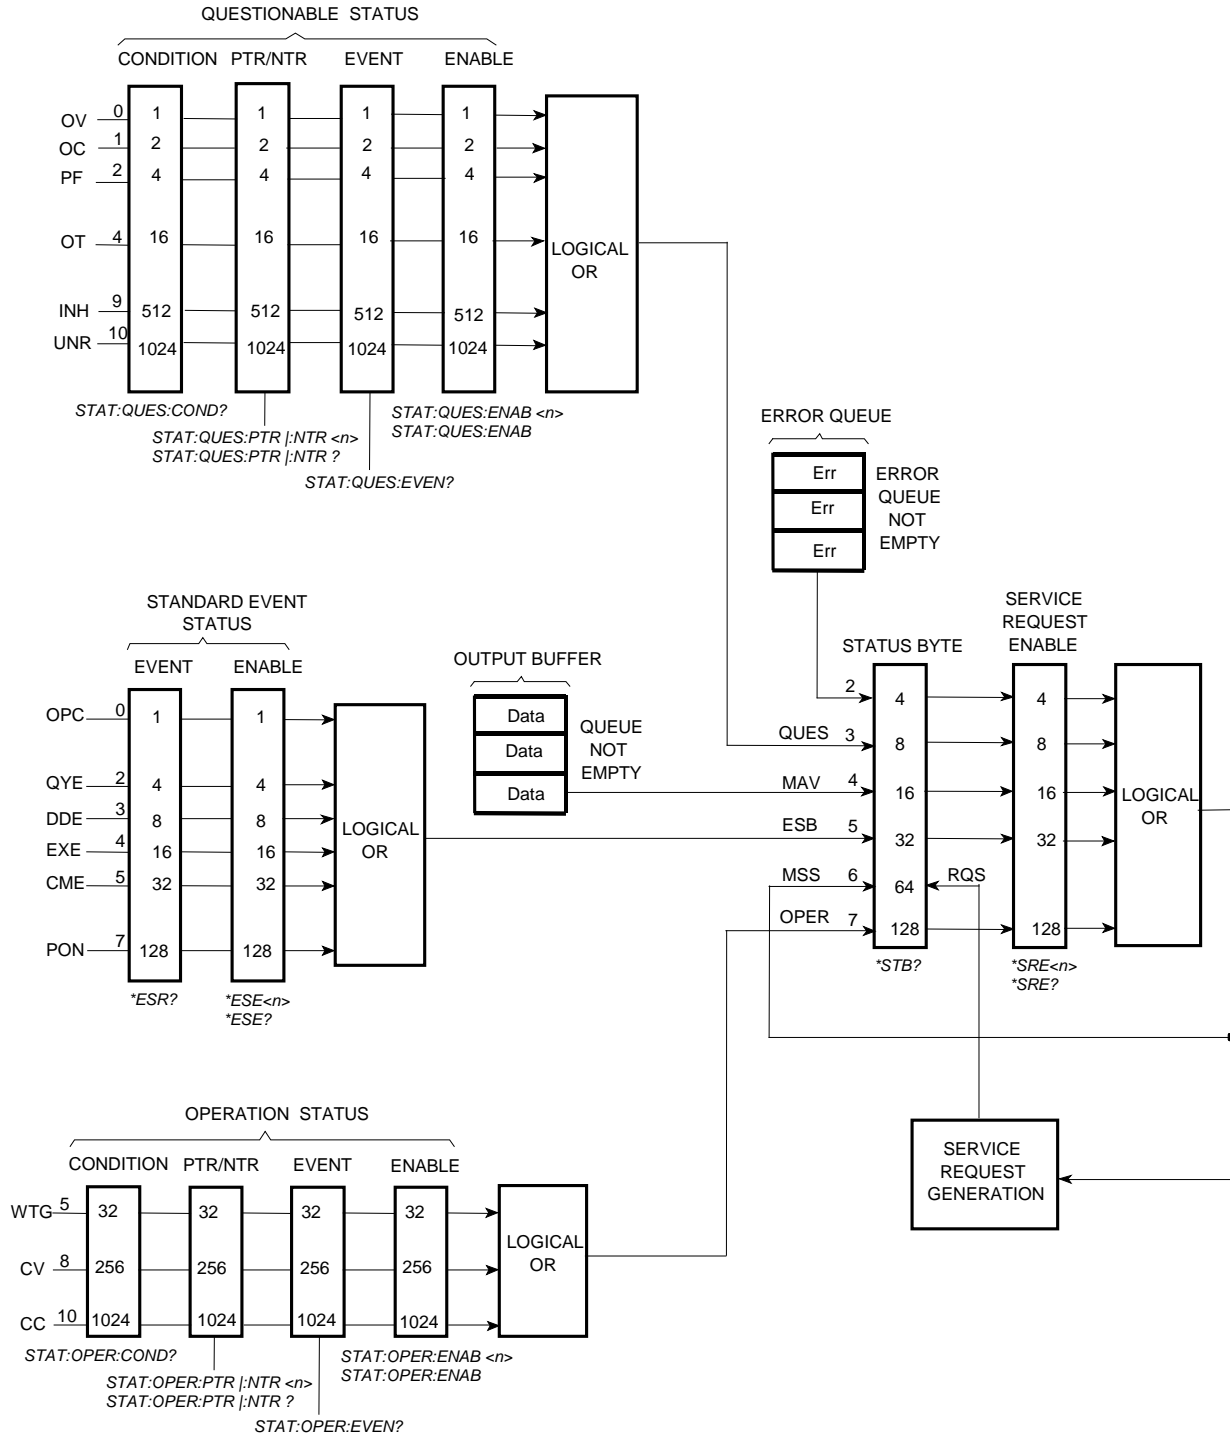 QUESTIONABLE STATUS
CONDITION PTR/NTR EVENT ENABLE
OV 0 1 1 1 1
OC 1 2 2 2 2
PF 2 4 4 4 4
OT 4 16 16 16 16
LOGICAL
OR
INH 9 512 512 512 512
UNR 10 1024 1024 1024 1024
STAT:QUES:COND?
STAT:QUES:PTR |:NTR <n>
STAT:QUES:PTR |:NTR ?
STAT:QUES:EVEN?
STAT:QUES:ENAB <n>
STAT:QUES:ENAB
ERROR QUEUE
Err
Err
Err
ERROR
QUEUE
NOT
EMPTY
STANDARD EVENT
STATUS
EVENT ENABLE
OPC 0 1 1
QYE 2 4 4
DDE 3 8 8
EXE 4 16 16
CME 5 32 32
PON 7 128 128
LOGICAL
OR
*ESR?
*ESE<n>
*ESE?
OUTPUT BUFFER
Data
Data
Data
QUEUE
NOT
EMPTY
STATUS BYTE
SERVICE
REQUEST
ENABLE
2 4 4
QUES 3 8 8
MAV 4 16 16
ESB 5 32 32
MSS 6 64 RQS
OPER 7 128 128
LOGICAL
OR
*STB?
*SRE<n>
*SRE?
SERVICE
REQUEST
GENERATION
OPERATION STATUS
CONDITION PTR/NTR EVENT ENABLE
WTG 5 32 32 32 32
CV 8 256 256 256 256
CC 10 1024 1024 1024 1024
LOGICAL
OR
STAT:OPER:COND?
STAT:OPER:PTR |:NTR <n>
STAT:OPER:PTR |:NTR ?
STAT:OPER:EVEN?
STAT:OPER:ENAB <n>
STAT:OPER:ENAB